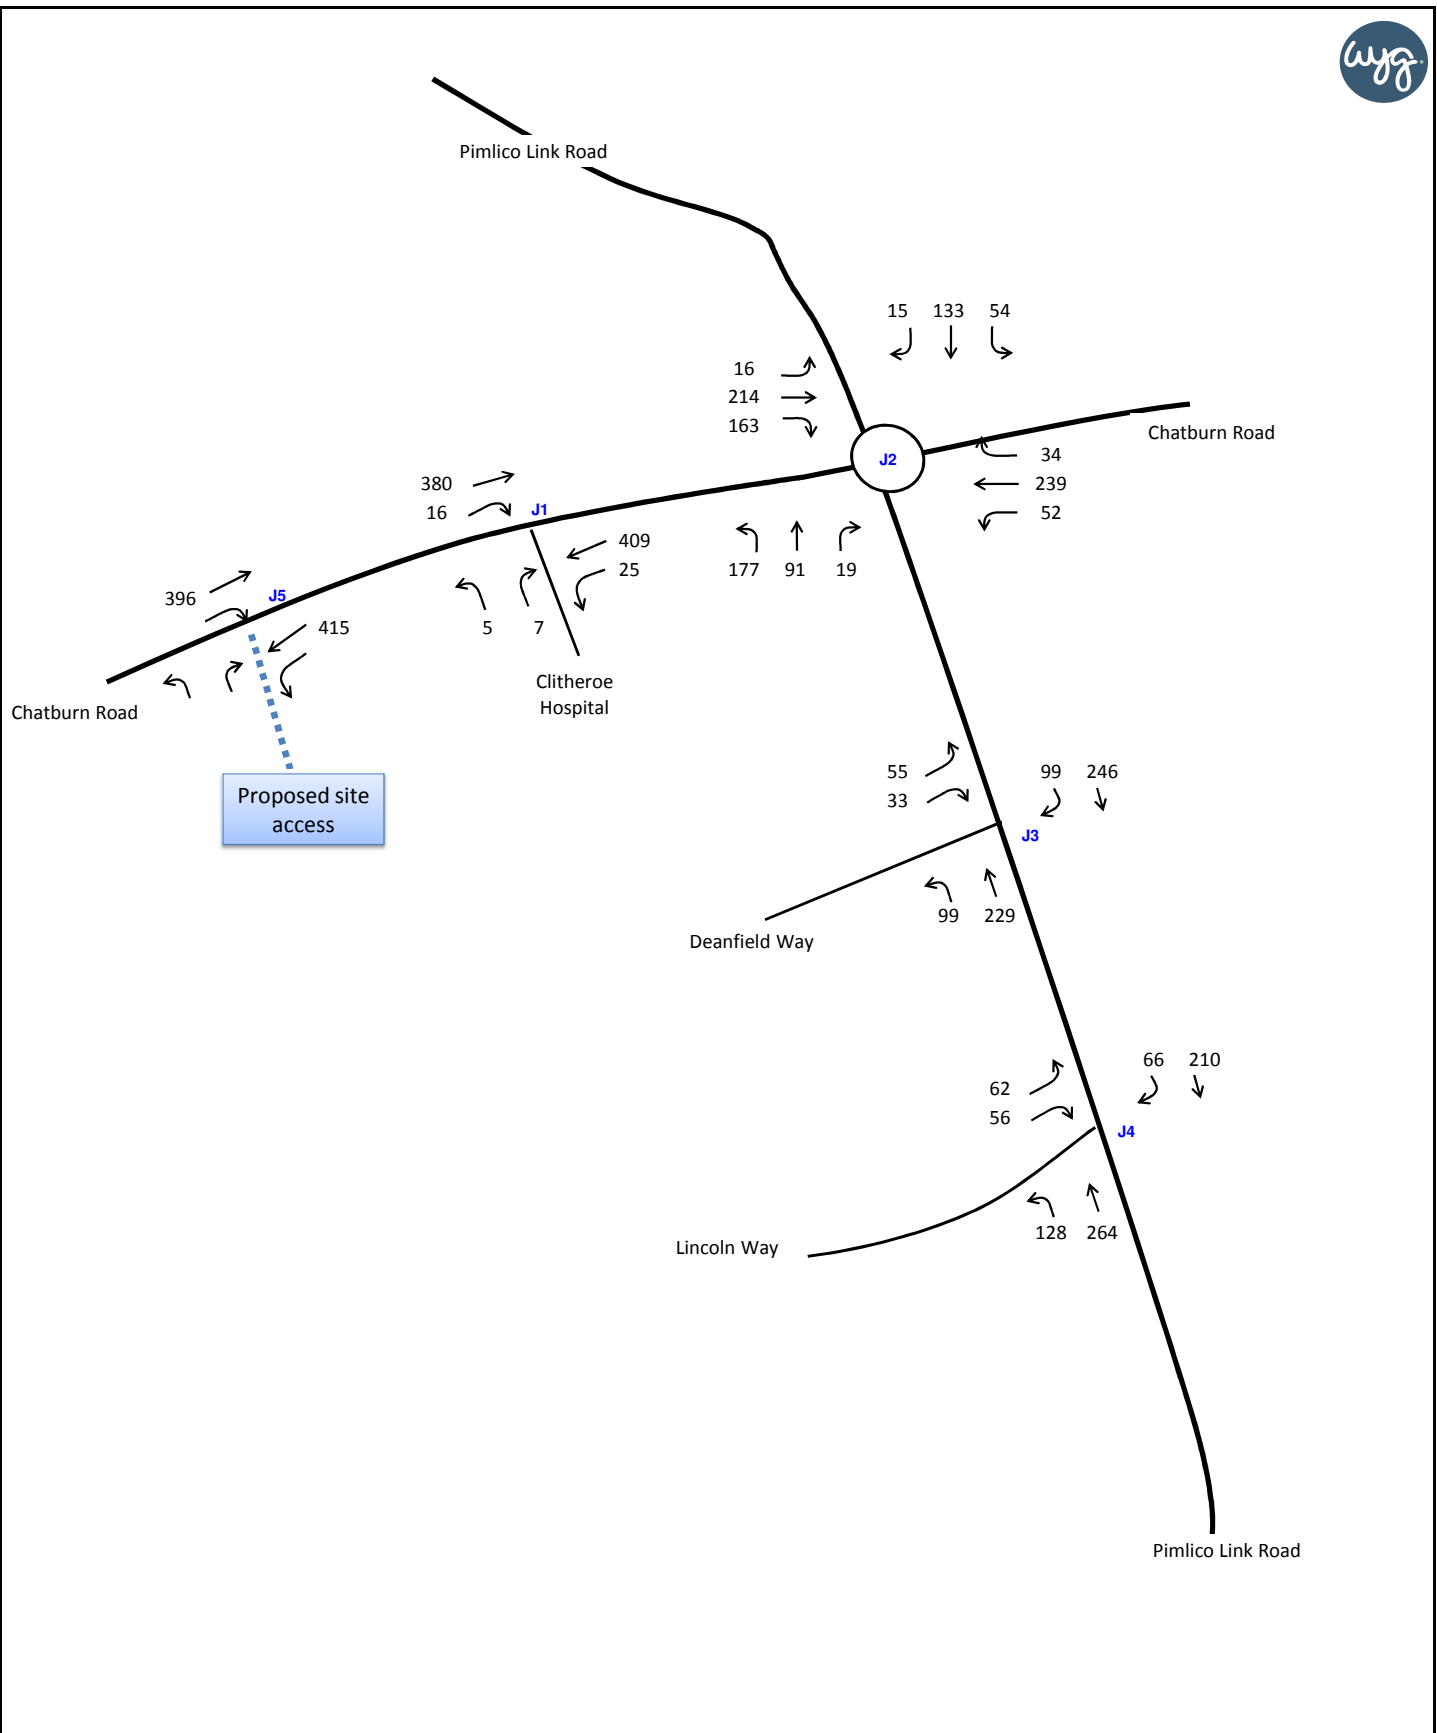 wyg.
Pimlico Link Road
15 133 54
16
214
163
Chatburn Road
J2
34
239
52
380
16
J1
409
25
177 91 19
396
J5
415
5 7
Clitheroe
Hospital
Chatburn Road
Proposed site
access
55
33
99 246
J3
99 229
Deanfield Way
66 210
62
56
J4
128 264
Lincoln Way
Pimlico Link Road